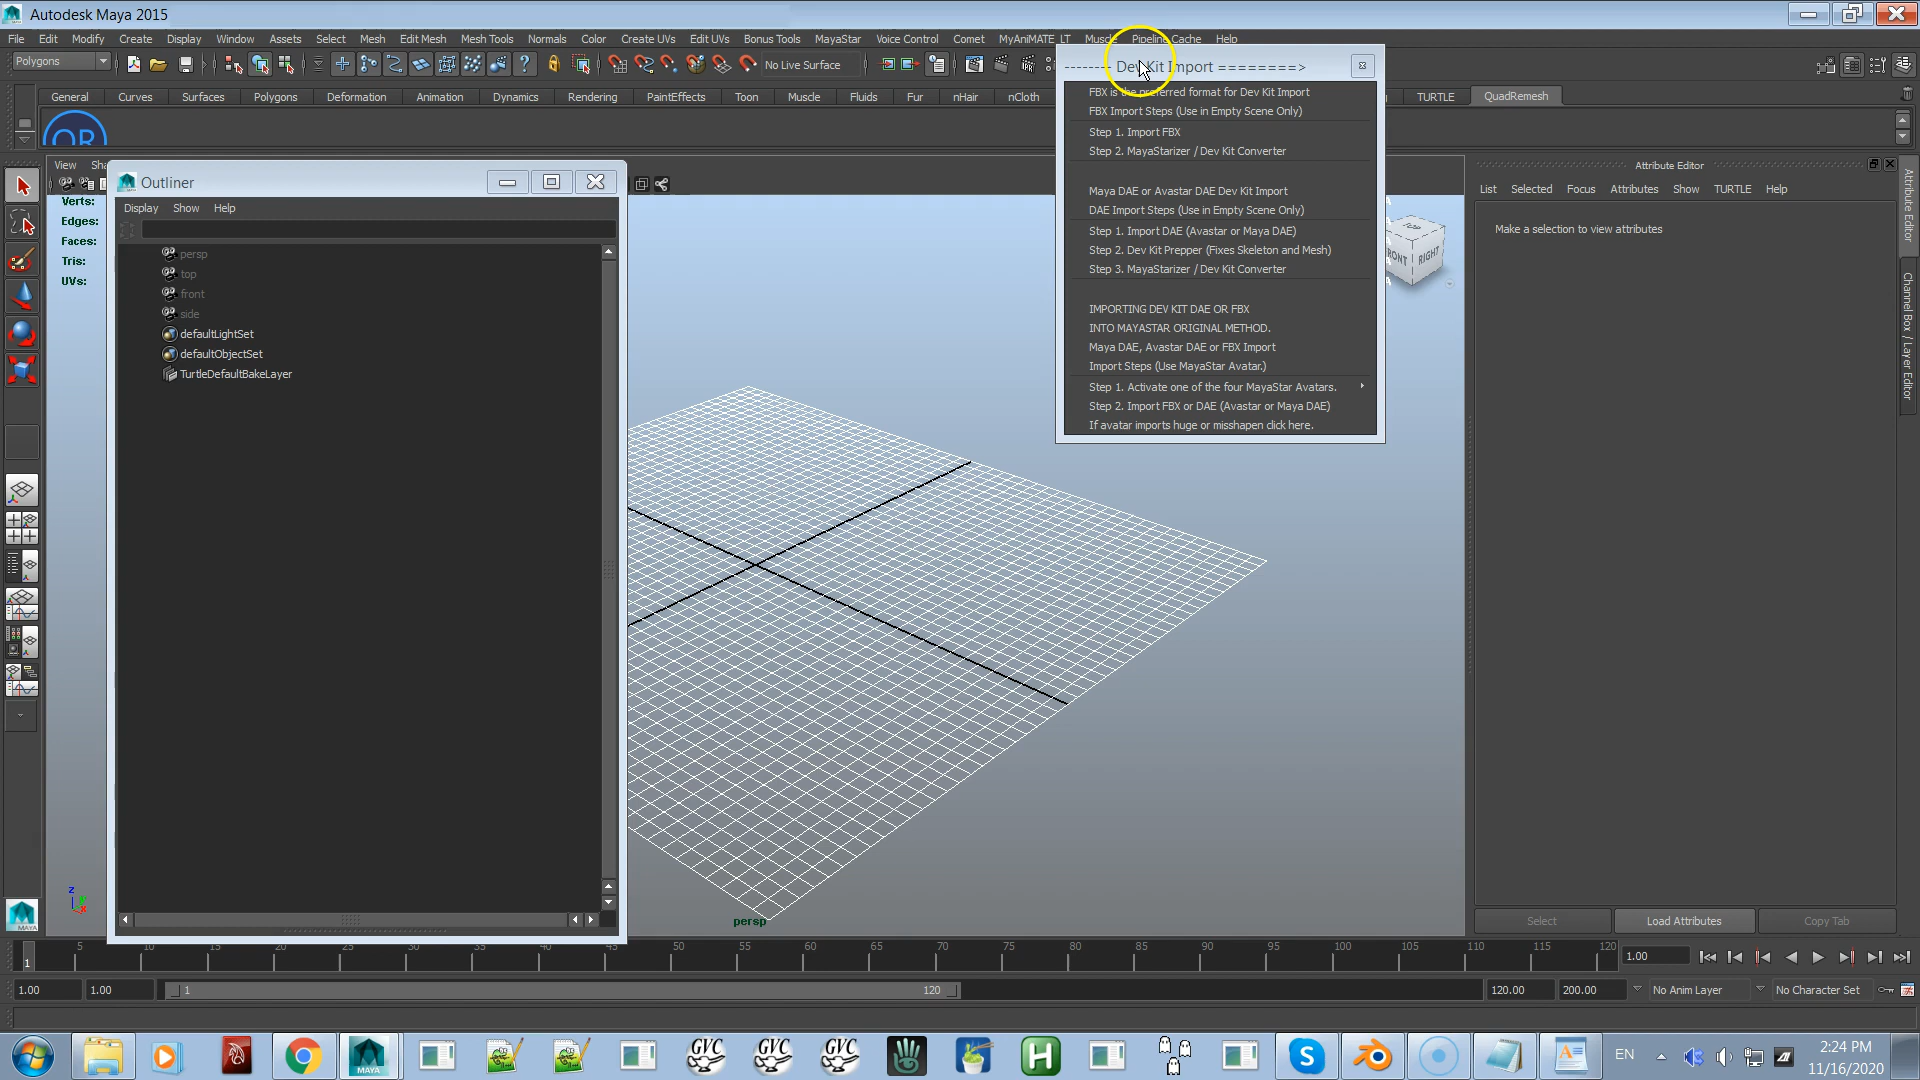 Autodesk Maya 2015
File Edit Modify Create Display Window Assets Select Mesh Edit Mesh Mesh Tools Normals Color Create UVs Edit UVs Bonus Tools MayaStar Voice Control Comet MyAniMATE_LT Muscle Pipeline Cache Help
Polygons
No Live Surface
-------- Dev Kit Import ========>
General Curves Surfaces Polygons Deformation Animation Dynamics Rendering PaintEffects Toon Muscle Fluids Fur nHair nCloth TURTLE QuadRemesh
QR
FBX is the preferred format for Dev Kit Import
FBX Import Steps (Use in Empty Scene Only)
Step 1. Import FBX
Step 2. MayaStarizer / Dev Kit Converter
Maya DAE or Avastar DAE Dev Kit Import
DAE Import Steps (Use in Empty Scene Only)
Step 1. Import DAE (Avastar or Maya DAE)
Step 2. Dev Kit Prepper (Fixes Skeleton and Mesh)
Step 3. MayaStarizer / Dev Kit Converter
IMPORTING DEV KIT DAE OR FBX
INTO MAYASTAR ORIGINAL METHOD.
Maya DAE, Avastar DAE or FBX Import
Import Steps (Use MayaStar Avatar.)
Step 1. Activate one of the four MayaStar Avatars.
Step 2. Import FBX or DAE (Avastar or Maya DAE)
If avatar imports huge or misshapen click here.
View Sha
Verts:
Edges:
Faces:
Tris:
UVs:
Outliner
Display Show Help
persp
top
front
side
defaultLightSet
defaultObjectSet
TurtleDefaultBakeLayer
TOP
FRONT
RIGHT
Attribute Editor
List Selected Focus Attributes Show TURTLE Help
Make a selection to view attributes
Attribute Editor
Channel Box / Layer Editor
Select Load Attributes Copy Tab
z
x
MAYA
persp
1 5 10 15 20 25 30 35 40 45 50 55 60 65 70 75 80 85 90 95 100 105 110 115 120
1.00
1.00 1.00 1 120 120.00 200.00 No Anim Layer No Character Set
MAYA GVC GVC GVC H S
EN
2:24 PM
11/16/2020